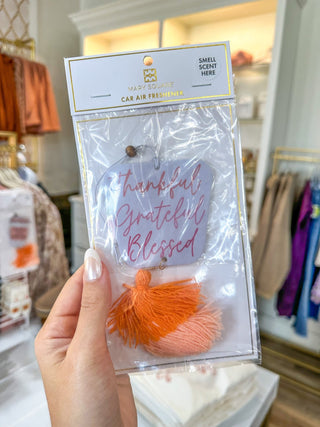 MARY SQUARE
CAR AIR FRESHENER
SMELL
SCENT
HERE
Thankful
Grateful
Blessed